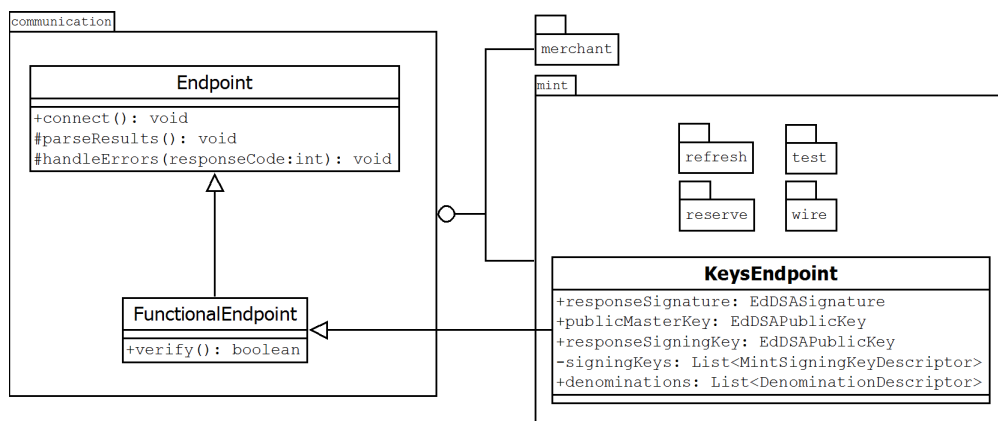 communication
Endpoint
+connect(): void
#parseResults(): void
#handleErrors(responseCode:int): void
FunctionalEndpoint
+verify(): boolean
merchant
mint
refresh
test
reserve
wire
KeysEndpoint
+responseSignature: EdDSASignature
+publicMasterKey: EdDSAPublicKey
+responseSigningKey: EdDSAPublicKey
-signingKeys: List<MintSigningKeyDescriptor>
+denominations: List<DenominationDescriptor>